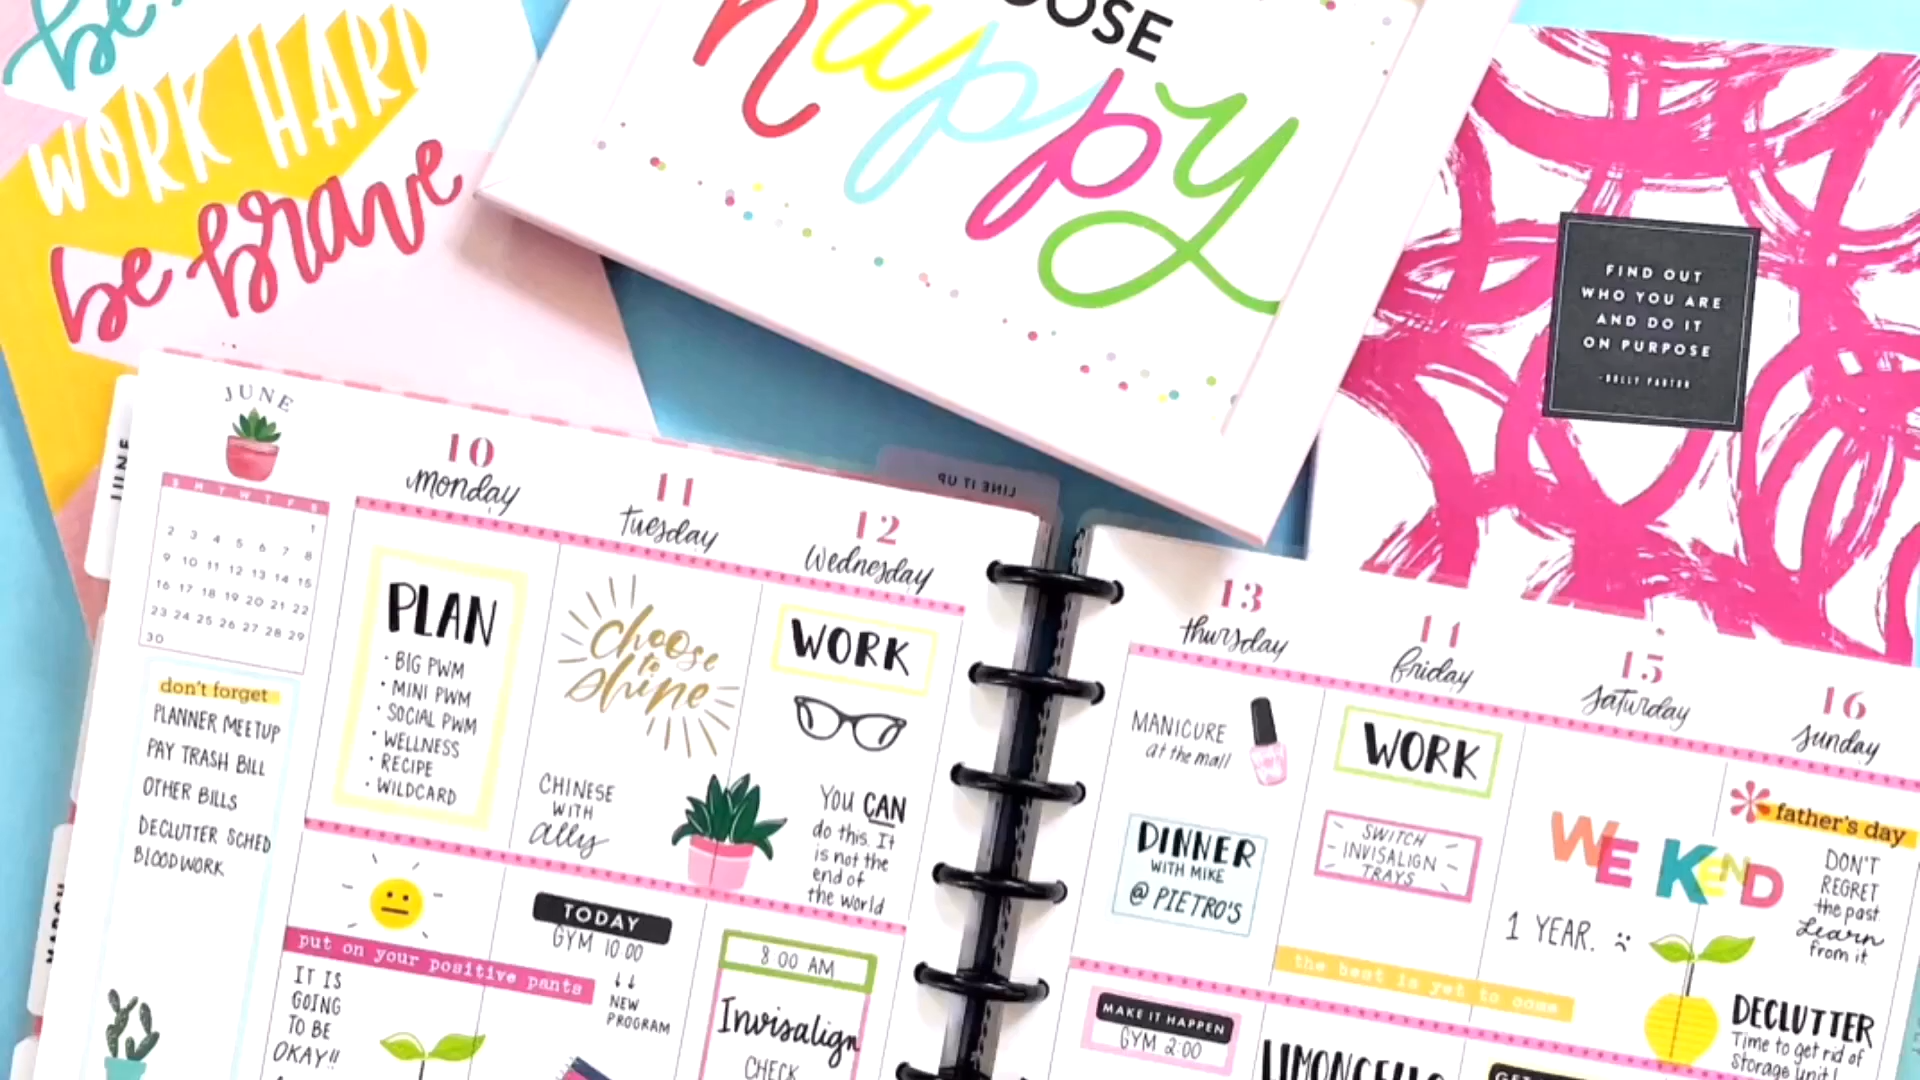 be
WORK HARD
be brave
happy
FIND OUT
WHO YOU ARE
AND DO IT
ON PURPOSE
-DOLLY PARTON
LINE IT UP
JUNE
JUNE
S M T W T F S
1
2 3 4 5 6 7 8
9 10 11 12 13 14 15
16 17 18 19 20 21 22
23 24 25 26 27 28 29
30
don't forget
PLANNER MEETUP
PAY TRASH BILL
OTHER BILLS
DECLUTTER SCHED
BLOODWORK
MARCH
10
monday
PLAN
• BIG PWM
• MINI PWM
• SOCIAL PWM
• WELLNESS
• RECIPE
• WILDCARD
put on your positive pants
IT IS
GOING
TO BE
OKAY!!
11
Tuesday
choose
to
shine
CHINESE
WITH
ally
TODAY
GYM 10 00
NEW
PROGRAM
12
Wednesday
WORK
YOU CAN
do this. It
is not the
end of
the world
8 00 AM
Invisalign
CHECK
13
thursday
MANICURE
at the mall
DINNER
WITH MIKE
@ PIETRO'S
MAKE IT HAPPEN
GYM 2:00
14
friday
WORK
SWITCH
INVISALIGN
TRAYS
the best is yet to come
LIMONCELLO
15
saturday
WEEKEND
1 YEAR. :(
16
sunday
father's day
DON'T
REGRET
the past
Learn
from it
DECLUTTER
Time to get rid of
storage unit!